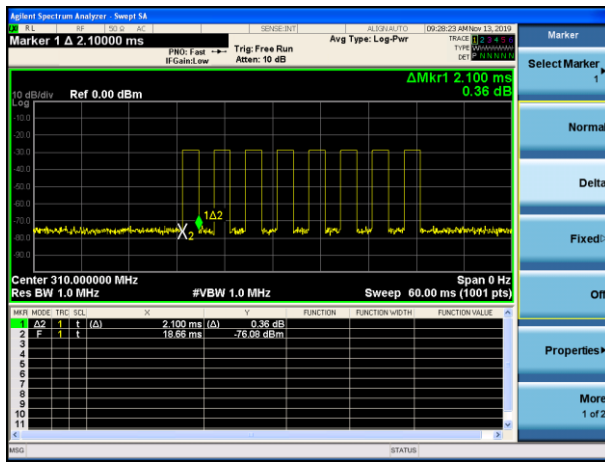 Agilent Spectrum Analyzer - Swept SA
RL RF 50 Ω AC SENSE:INT ALIGNAUTO 09:28:23 AM Nov 13, 2019
Marker 1 Δ 2.10000 ms Avg Type: Log-Pwr TRACE 1 2 3 4 5 6
PNO: Fast Trig: Free Run TYPE
IFGain:Low Atten: 10 dB DET P N N N N N
ΔMkr1 2.100 ms
0.36 dB
10 dB/div Ref 0.00 dBm
Log
-10.0
-20.0
-30.0
-40.0
-50.0
-60.0
-70.0
-80.0
-90.0
1Δ2
X2
Center 310.000000 MHz Span 0 Hz
Res BW 1.0 MHz #VBW 1.0 MHz Sweep 60.00 ms (1001 pts)
MKR MODE TRC SCL X Y FUNCTION FUNCTION WIDTH FUNCTION VALUE
1 Δ2 1 t (Δ) 2.100 ms (Δ) 0.36 dB
2 F 1 t 18.66 ms -76.08 dBm
3
4
5
6
7
8
9
10
11
MSG STATUS
Marker
Select Marker
1
Normal
Delta
Fixed
Off
Properties
More
1 of 2